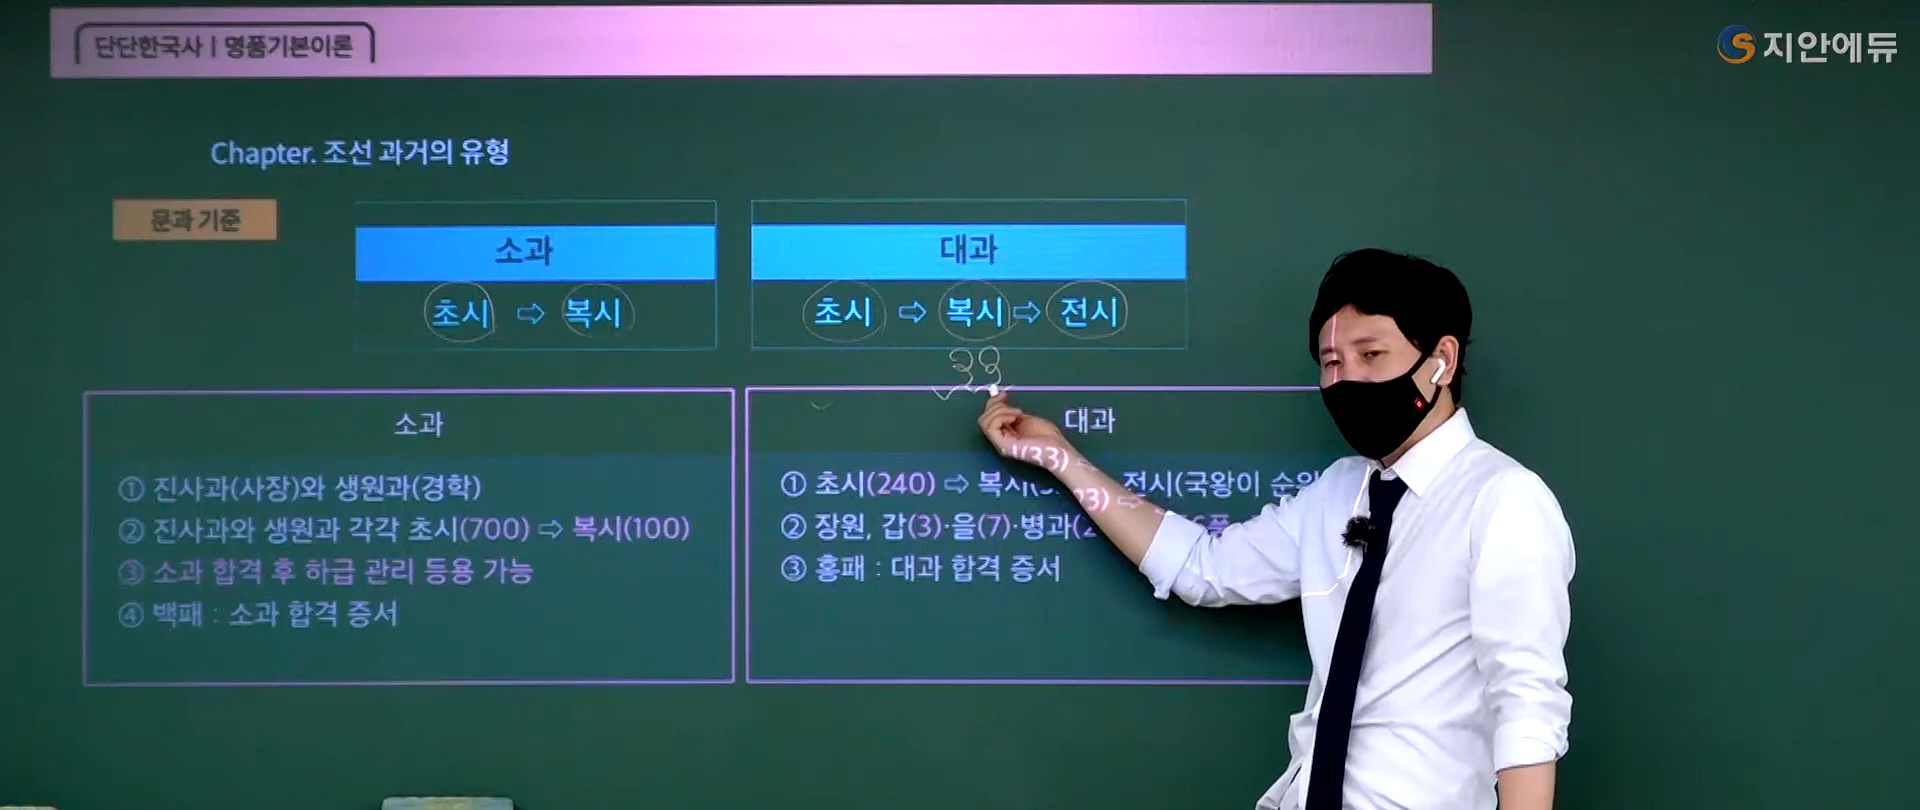 단단한국사 | 명품기본이론
지안에듀
Chapter. 조선 과거의 유형
문과 기준
소과
초시 ⇨ 복시
대과
초시 ⇨ 복시 ⇨ 전시
소과
① 진사과(사장)와 생원과(경학)
② 진사과와 생원과 각각 초시(700) ⇨ 복시(100)
③ 소과 합격 후 하급 관리 등용 가능
④ 백패 : 소과 합격 증서
대과
① 초시(240) ⇨ 복시(33) 전시(국왕이
② 장원, 갑(3)·을(7)·병과(23) ⇨
③ 홍패 : 대과 합격 증서